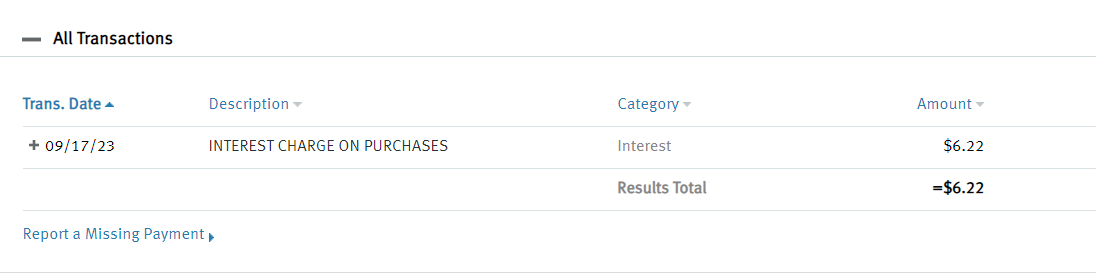 All Transactions
Trans. Date Description Category Amount
09/17/23 INTEREST CHARGE ON PURCHASES Interest $6.22
Results Total =$6.22
Report a Missing Payment